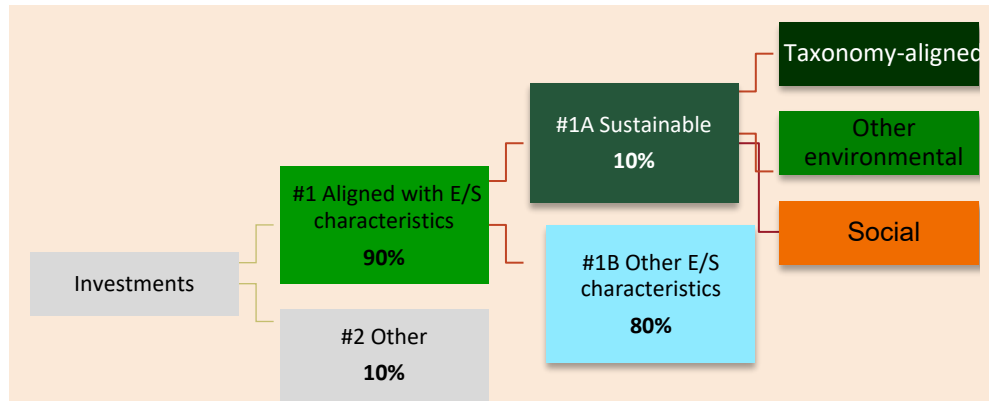 Investments
#1 Aligned with E/S
characteristics
90%
#2 Other
10%
#1A Sustainable
10%
#1B Other E/S
characteristics
80%
Taxonomy-aligned
Other
environmental
Social